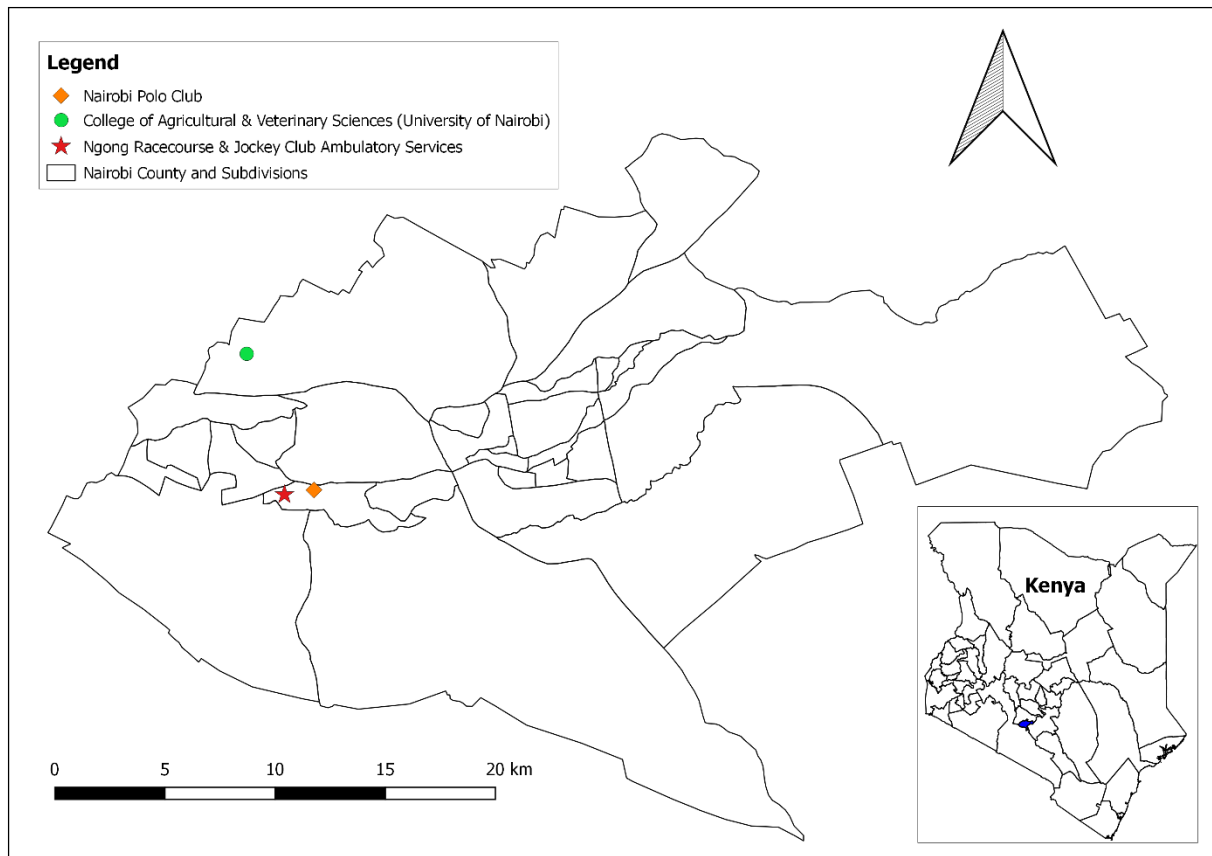 Legend
Nairobi Polo Club
College of Agricultural & Veterinary Sciences (University of Nairobi)
Ngong Racecourse & Jockey Club Ambulatory Services
Nairobi County and Subdivisions
Kenya
0 5 10 15 20 km